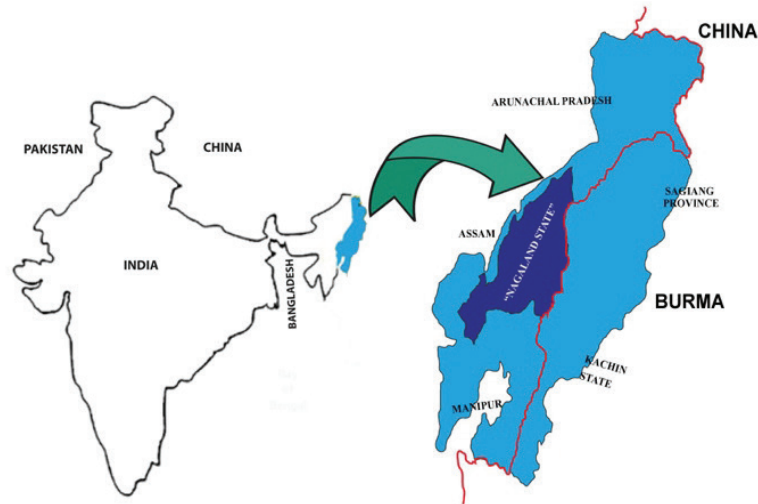 PAKISTAN
CHINA
INDIA
BANGLADESH
CHINA
ARUNACHAL PRADESH
SAGIANG
PROVINCE
ASSAM
"NAGALAND STATE"
BURMA
KACHIN
STATE
MANIPUR